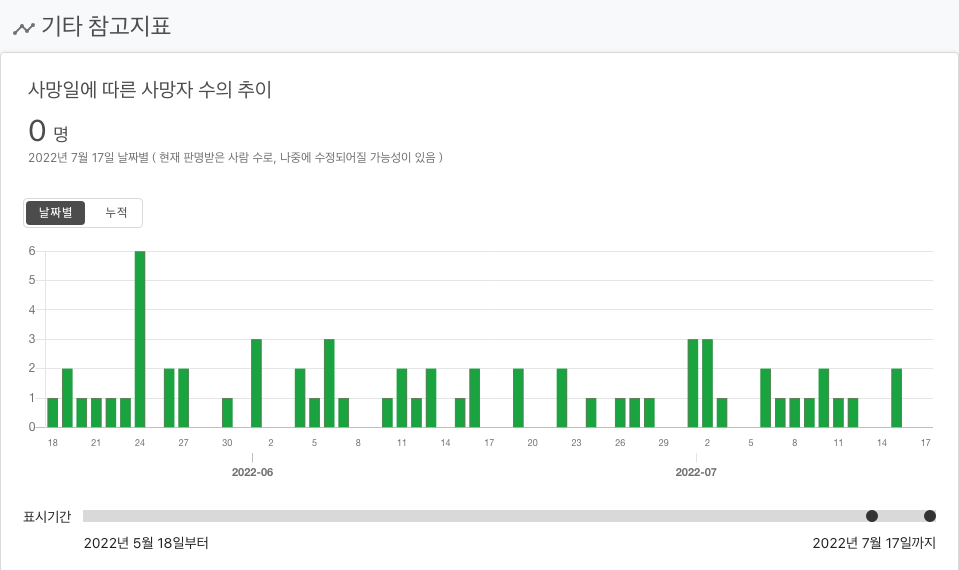 기타 참고지표
사망일에 따른 사망자 수의 추이
0 명
2022년 7월 17일 날짜별 ( 현재 판명받은 사람 수로, 나중에 수정되어질 가능성이 있음 )
날짜별 누적
6
5
4
3
2
1
0
18 21 24 27 30 2 5 8 11 14 17 20 23 26 29 2 5 8 11 14 17
2022-06 2022-07
표시기간
2022년 5월 18일부터 2022년 7월 17일까지